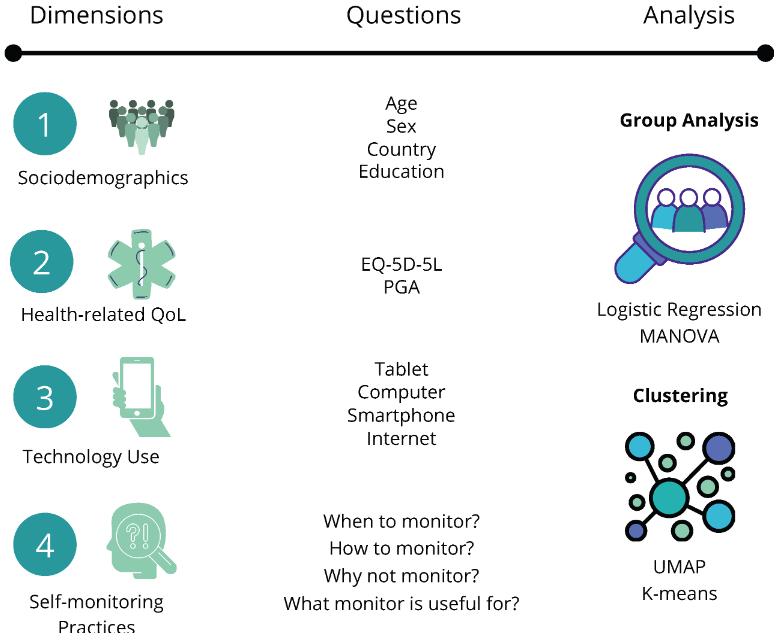 Dimensions
Questions
Analysis
1
Sociodemographics
Age
Sex
Country
Education
Group Analysis
2
Health-related QoL
EQ-5D-5L
PGA
Logistic Regression
MANOVA
3
Technology Use
Tablet
Computer
Smartphone
Internet
Clustering
4
?!
Self-monitoring
Practices
When to monitor?
How to monitor?
Why not monitor?
What monitor is useful for?
UMAP
K-means